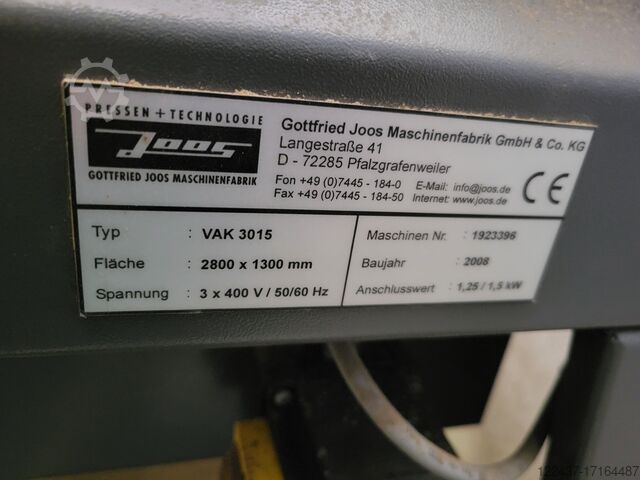 PRESSEN + TECHNOLOGIE
Joos
GOTTFRIED JOOS MASCHINENFABRIK
Gottfried Joos Maschinenfabrik GmbH & Co. KG
Langestraße 41
D - 72285 Pfalzgrafenweiler
Fon +49 (0)7445 - 184-0 E-Mail: info@joos.de
Fax +49 (0)7445 - 184-50 Internet: www.joos.de
CE
Typ : VAK 3015
Fläche : 2800 x 1300 mm
Spannung : 3 x 400 V / 50/60 Hz
Maschinen Nr. : 1923396
Baujahr : 2008
Anschlusswert : 1,25 / 1,5 kW
122437-17164487